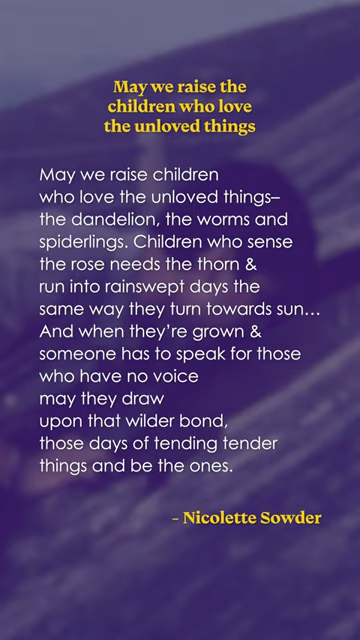 May we raise the
children who love
the unloved things
May we raise children
who love the unloved things–
the dandelion, the worms and
spiderlings. Children who sense
the rose needs the thorn &
run into rainswept days the
same way they turn towards sun...
And when they're grown &
someone has to speak for those
who have no voice
may they draw
upon that wilder bond,
those days of tending tender
things and be the ones.
– Nicolette Sowder